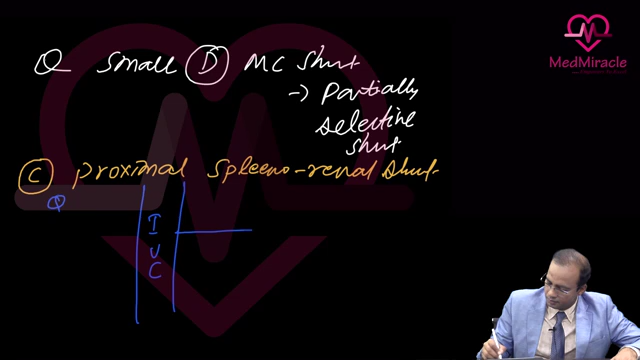 Q Small D MC Shunt
→ Partially
Selective
Shunt
C Proximal Spleeno-renal Shunt
Q
I
V
C
MedMiracle